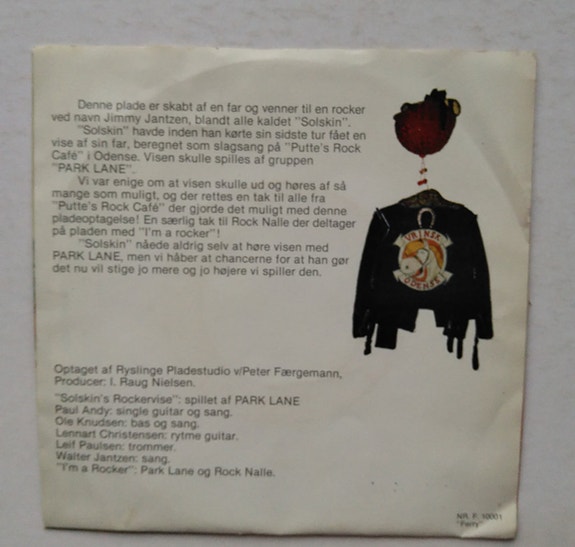 Denne plade er skabt af en far og venner til en rocker
ved navn Jimmy Jantzen, blandt alle kaldet "Solskin".
"Solskin" havde inden han kørte sin sidste tur fået en
vise af sin far, beregnet som slagsang på "Putte's Rock
Café" i Odense. Visen skulle spilles af gruppen
"PARK LANE".
Vi var enige om at visen skulle ud og høres af så
mange som muligt, og der rettes en tak til alle fra
"Putte's Rock Café" der gjorde det muligt med denne
pladeoptagelse! En særlig tak til Rock Nalle der deltager
på pladen med "I'm a rocker"!
"Solskin" nåede aldrig selv at høre visen med
PARK LANE, men vi håber at chancerne for at han gør
det nu vil stige jo mere og jo højere vi spiller den.
VRINSK
ODENSE
Optaget af Ryslinge Pladestudio v/Peter Færgemann,
Producer: I. Raug Nielsen.
"Solskin's Rockervise": spillet af PARK LANE
Paul Andy: single guitar og sang.
Ole Knudsen: bas og sang.
Lennart Christensen: rytme guitar.
Leif Paulsen: trommer.
Walter Jantzen: sang.
"I'm a Rocker": Park Lane og Rock Nalle.
NR. F. 10001